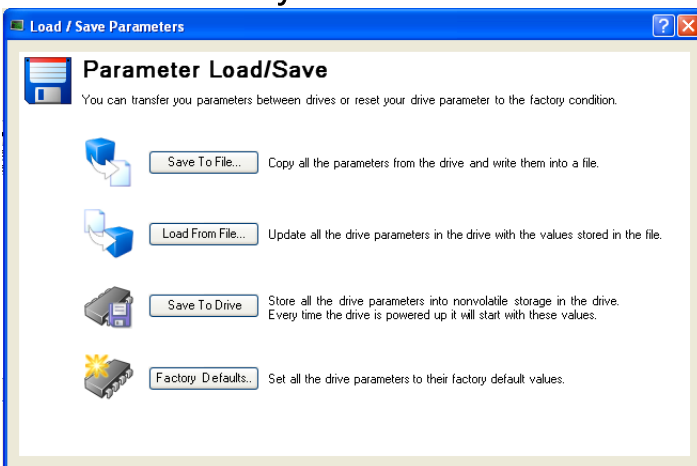 Load / Save Parameters
Parameter Load/Save
You can transfer you parameters between drives or reset your drive parameter to the factory condition.
Save To File...
Copy all the parameters from the drive and write them into a file.
Load From File...
Update all the drive parameters in the drive with the values stored in the file.
Save To Drive
Store all the drive parameters into nonvolatile storage in the drive.
Every time the drive is powered up it will start with these values.
Factory Defaults..
Set all the drive parameters to their factory default values.